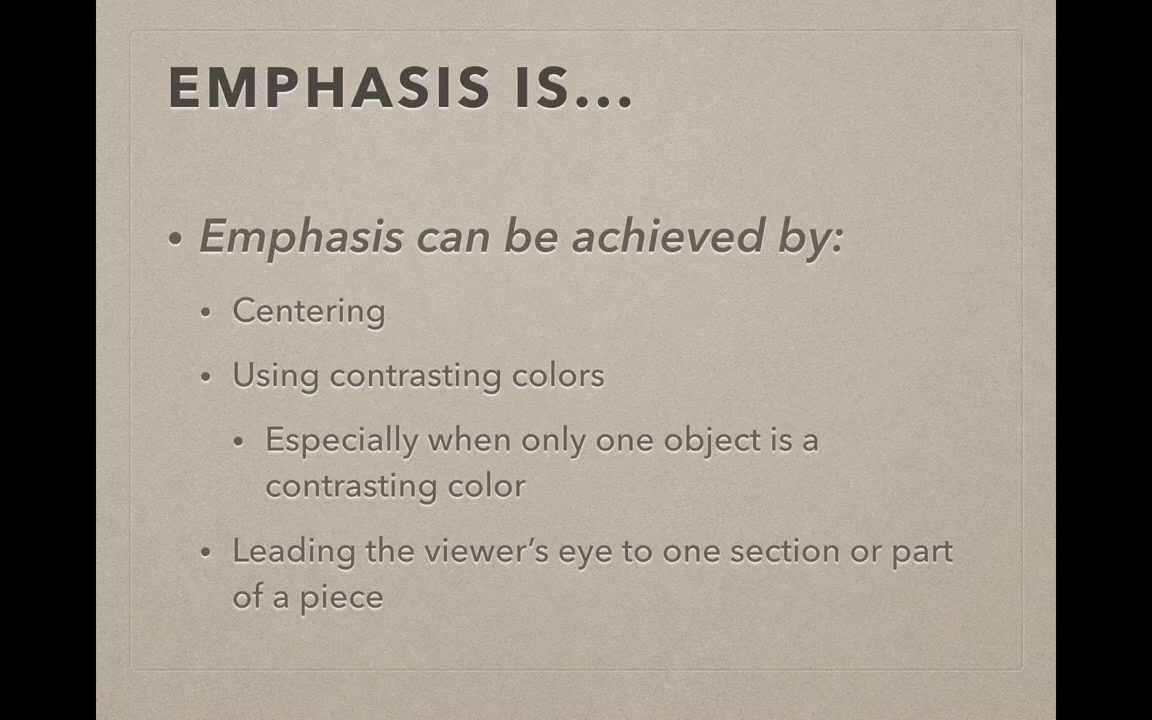 EMPHASIS IS...
• Emphasis can be achieved by:
• Centering
• Using contrasting colors
• Especially when only one object is a
contrasting color
• Leading the viewer’s eye to one section or part
of a piece